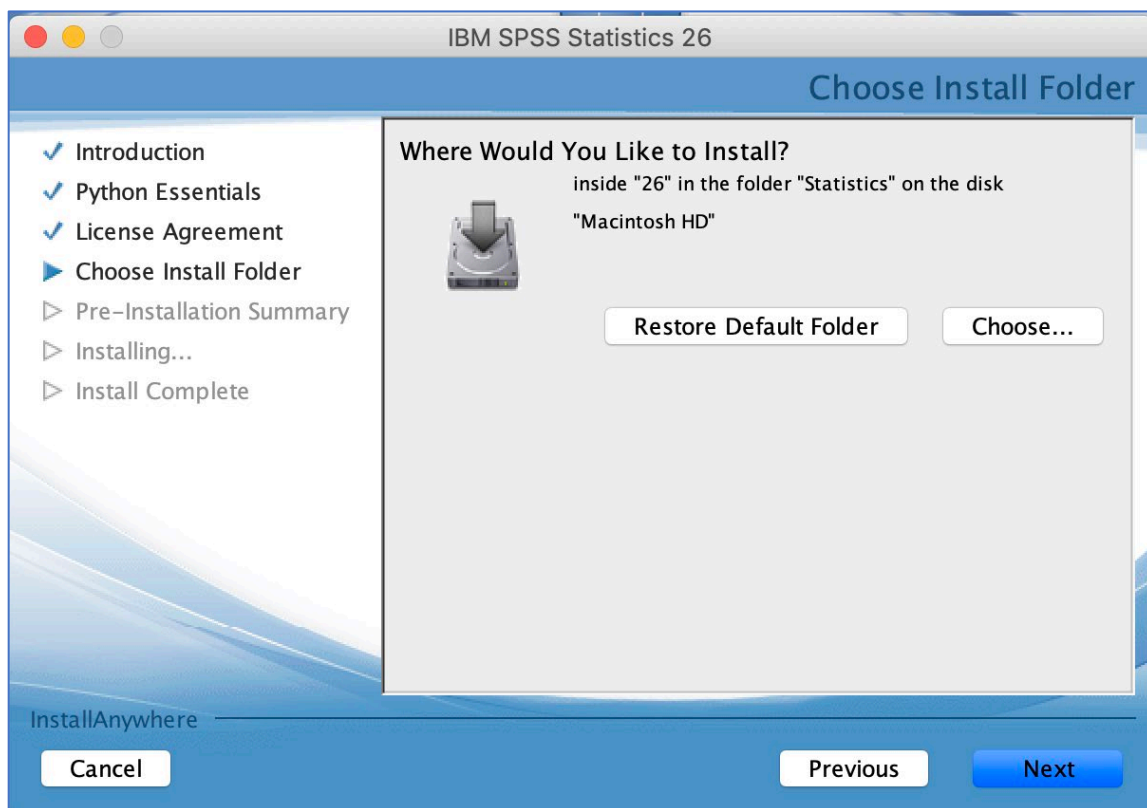 IBM SPSS Statistics 26
Choose Install Folder
Introduction
Python Essentials
License Agreement
Choose Install Folder
Pre-Installation Summary
Installing...
Install Complete
Where Would You Like to Install?
inside "26" in the folder "Statistics" on the disk
"Macintosh HD"
Restore Default Folder
Choose...
InstallAnywhere
Cancel
Previous
Next